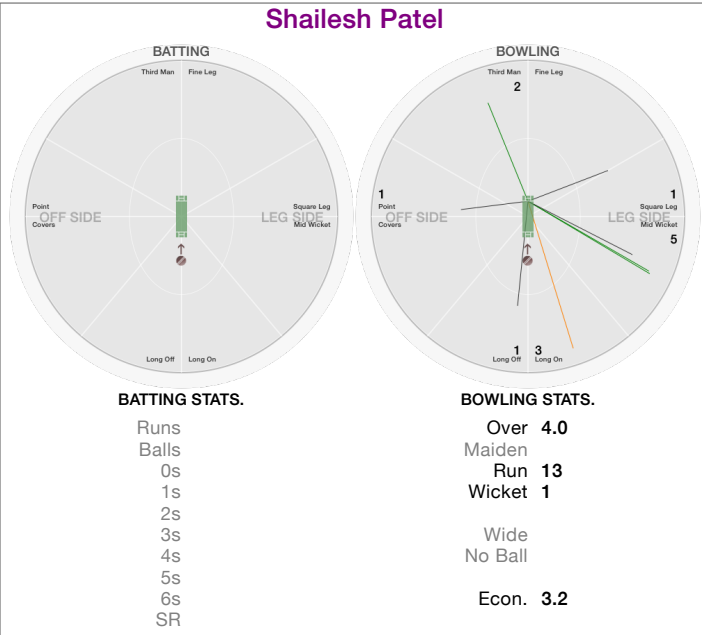 Shailesh Patel
BATTING
Third Man Fine Leg
Point
OFF SIDE
Covers
Square Leg
LEG SIDE
Mid Wicket
Long Off Long On
BATTING STATS.
Runs
Balls
0s
1s
2s
3s
4s
5s
6s
SR
BOWLING
Third Man Fine Leg
2
1
Point
OFF SIDE
Covers
1
Square Leg
LEG SIDE
Mid Wicket
5
1 3
Long Off Long On
BOWLING STATS.
Over 4.0
Maiden
Run 13
Wicket 1
Wide
No Ball
Econ. 3.2